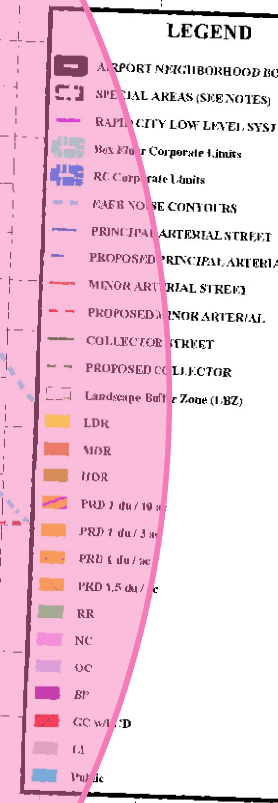 LEGEND
AIRPORT NEIGHBORHOOD
SPECIAL AREAS (SEE NOTES)
RAPID CITY LOW LEVEL SYST
Box Elder Corporate Limits
RC Corporate Limits
EAFB NOISE CONTOURS
PRINCIPAL ARTERIAL STREET
PROPOSED PRINCIPAL ARTERIA
MINOR ARTERIAL STREET
PROPOSED MINOR ARTERIAL
COLLECTOR STREET
PROPOSED COLLECTOR
Landscape Buffer Zone (LBZ)
LDR
MDR
HDR
PRD 1 du / 10 a
PRD 1 du / 3 a
PRD 1 du / ac
PRD 1.5 du / ac
RR
NC
OC
BP
GC w/PCD
LI
Public